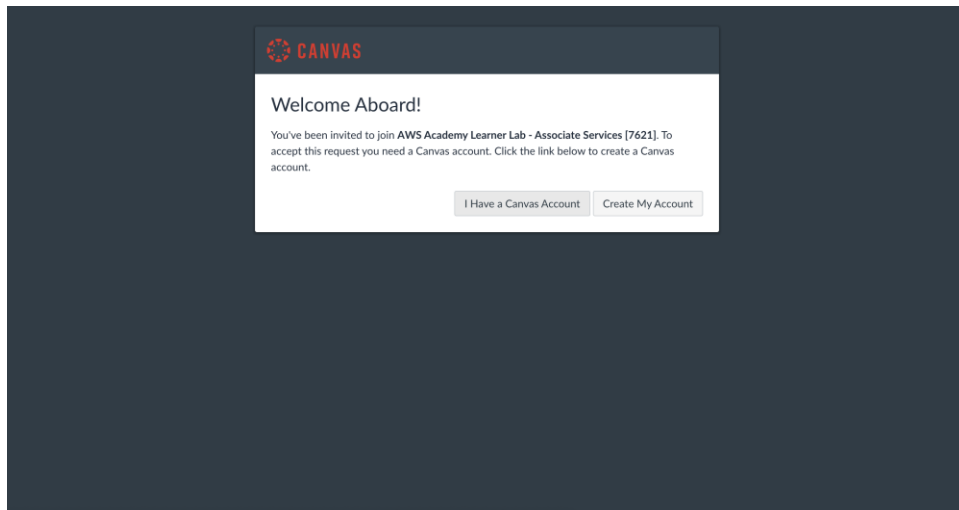 CANVAS
Welcome Aboard!
You've been invited to join AWS Academy Learner Lab - Associate Services [7621]. To
accept this request you need a Canvas account. Click the link below to create a Canvas
account.
I Have a Canvas Account Create My Account